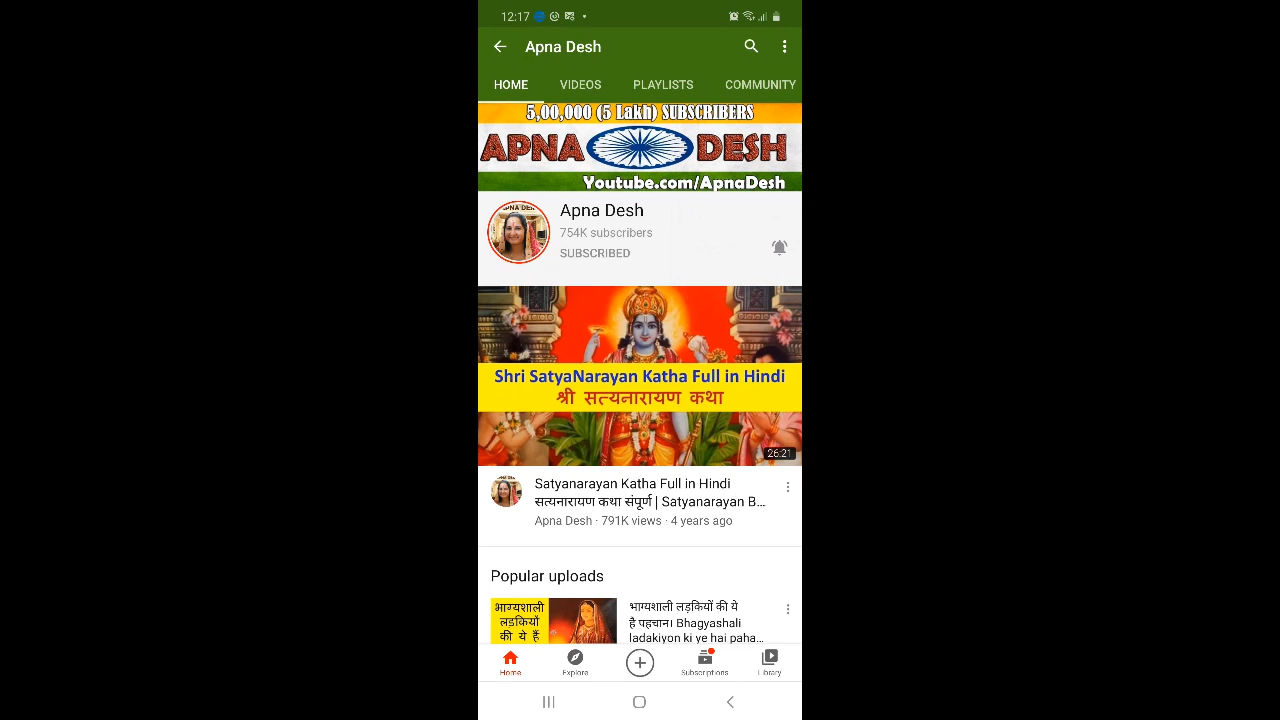 12:17
Apna Desh
HOME VIDEOS PLAYLISTS COMMUNITY
5,00,000 (5 Lakh) SUBSCRIBERS
APNA DESH
Youtube.com/ApnaDesh
Apna Desh
754K subscribers
SUBSCRIBED
Shri SatyaNarayan Katha Full in Hindi
श्री सत्यनारायण कथा
26:21
Satyanarayan Katha Full in Hindi
सत्यनारायण कथा संपूर्ण | Satyanarayan B...
Apna Desh · 791K views · 4 years ago
Popular uploads
भाग्यशाली
लडकियों
की ये हैं
भाग्यशाली लड़कियों की ये
है पहचान। Bhagyashali
ladakiyon ki ye hai paha...
Home Explore Subscriptions Library